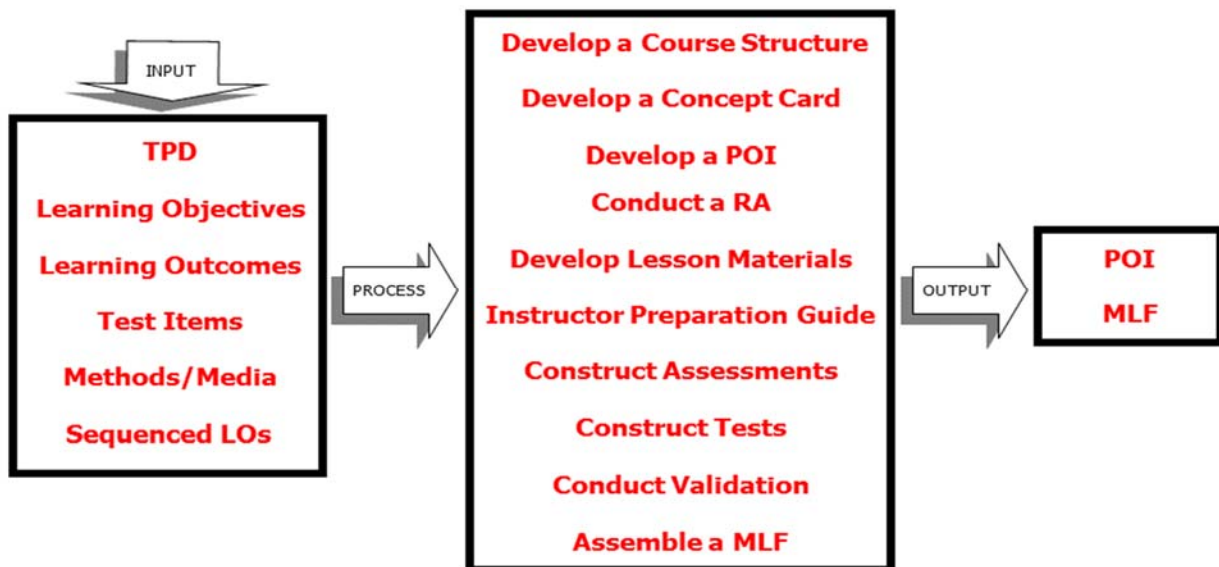 INPUT
TPD
Learning Objectives
Learning Outcomes
Test Items
Methods/Media
Sequenced LOs
PROCESS
Develop a Course Structure
Develop a Concept Card
Develop a POI
Conduct a RA
Develop Lesson Materials
Instructor Preparation Guide
Construct Assessments
Construct Tests
Conduct Validation
Assemble a MLF
OUTPUT
POI
MLF